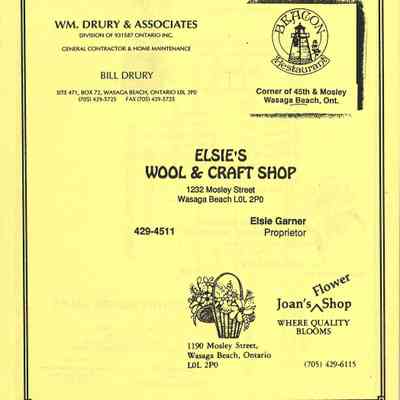 WM. DRURY & ASSOCIATES
DIVISION OF 931587 ONTARIO INC.
GENERAL CONTRACTOR & HOME MAINTENANCE
BILL DRURY
SITE 471, BOX 72, WASAGA BEACH, ONTARIO L0L 2P0
(705) 429-3725 FAX (705) 429-3725
BEACON
Restaurant
Corner of 45th & Mosley
Wasaga Beach, Ont.
ELSIE'S
WOOL & CRAFT SHOP
1232 Mosley Street
Wasaga Beach L0L 2P0
Elsie Garner
429-4511 Proprietor
Flower
Joan's Shop
WHERE QUALITY
BLOOMS
1190 Mosley Street,
Wasaga Beach, Ontario
L0L 2P0
(705) 429-6115